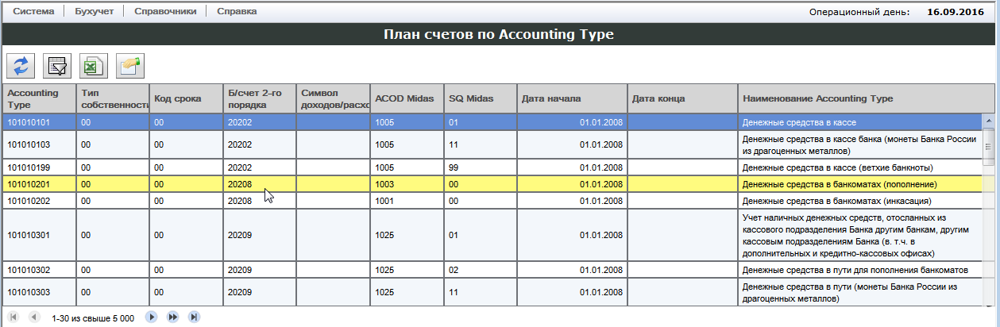 Система Бухучет Справочники Справка Операционный день: 16.09.2016
План счетов по Accounting Type
Accounting Type Тип собственности Код срока Б/счет 2-го порядка Символ доходов/расхо ACOD Midas SQ Midas Дата начала Дата конца Наименование Accounting Type
101010101 00 00 20202 1005 01 01.01.2008 Денежные средства в кассе
101010103 00 00 20202 1005 11 01.01.2008 Денежные средства в кассе банка (монеты Банка России
из драгоценных металлов)
101010199 00 00 20202 1005 99 01.01.2008 Денежные средства в кассе (ветхие банкноты)
101010201 00 00 20208 1003 00 01.01.2008 Денежные средства в банкоматах (пополнение)
101010202 00 00 20208 1001 00 01.01.2008 Денежные средства в банкоматах (инкасация)
101010301 00 00 20209 1025 01 01.01.2008 Учет наличных денежных средств, отосланных из
кассового подразделения Банка другим банкам, другим
кассовым подразделениям Банка (в. т.ч. в
дополнительных и кредитно-кассовых офисах)
101010302 00 00 20209 1025 02 01.01.2008 Денежные средства в пути для пополнения банкоматов
101010303 00 00 20209 1025 11 01.01.2008 Денежные средства в пути (монеты Банка России из
драгоценных металлов)
1-30 из свыше 5 000